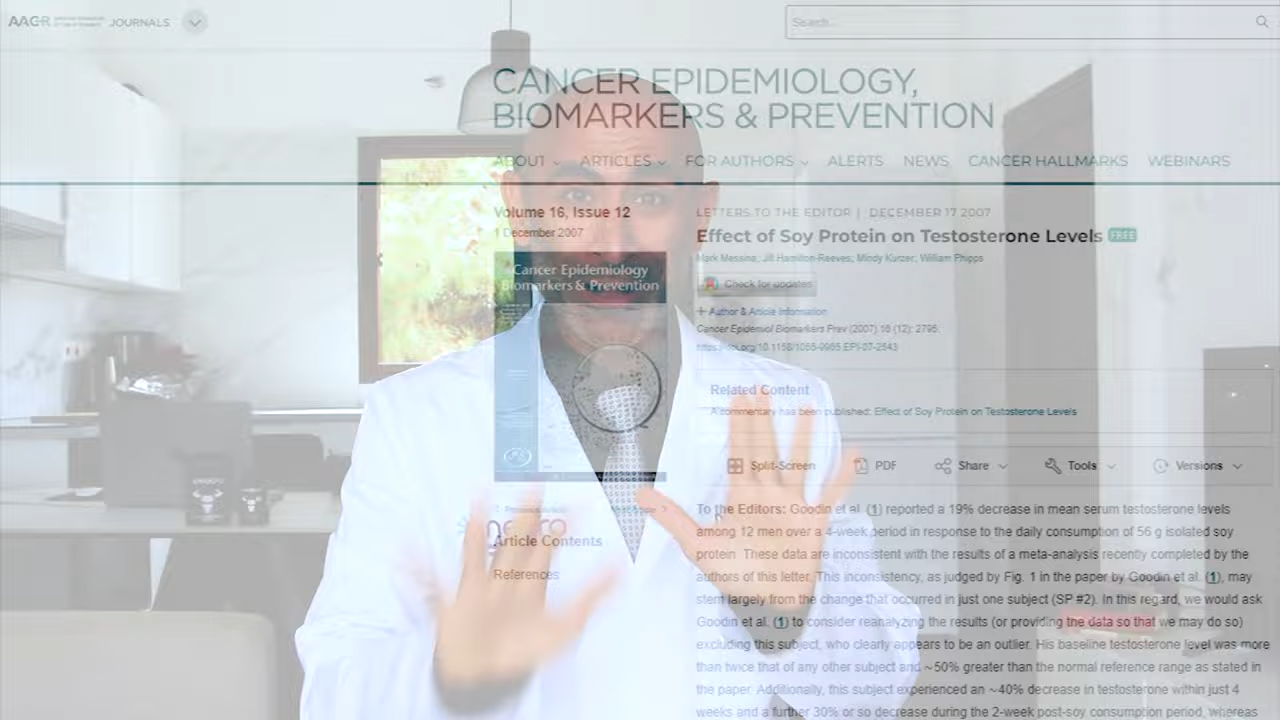 AACR JOURNALS
Search...
CANCER EPIDEMIOLOGY,
BIOMARKERS & PREVENTION
ABOUT ARTICLES FOR AUTHORS ALERTS NEWS CANCER HALLMARKS WEBINARS
Volume 16, Issue 12
1 December 2007
Cancer Epidemiology
Biomarkers & Prevention
Article Contents
References
LETTERS TO THE EDITOR | DECEMBER 17 2007
Effect of Soy Protein on Testosterone Levels FREE
Mark Messina; Jill Hamilton-Reeves; Mindy Kurzer; William Phipps
Check for updates
+ Author & Article Information
Cancer Epidemiol Biomarkers Prev (2007) 16 (12): 2795.
https://doi.org/10.1158/1055-9965.EPI-07-2543
Related Content
A commentary has been published: Effect of Soy Protein on Testosterone Levels
Split-Screen PDF Share Tools Versions
To the Editors: Goodin et al. (1) reported a 19% decrease in mean serum testosterone levels
among 12 men over a 4-week period in response to the daily consumption of 56 g isolated soy
protein. These data are inconsistent with the results of a meta-analysis recently completed by the
authors of this letter. This inconsistency, as judged by Fig. 1 in the paper by Goodin et al. (1), may
stem largely from the change that occurred in just one subject (SP #2). In this regard, we would ask
Goodin et al. (1) to consider reanalyzing the results (or providing the data so that we may do so)
excluding this subject, who clearly appears to be an outlier. His baseline testosterone level was more
than twice that of any other subject and ~50% greater than the normal reference range as stated in
the paper. Additionally, this subject experienced an ~40% decrease in testosterone within just 4
weeks and a further 30% or so decrease during the 2-week post-soy consumption period, whereas